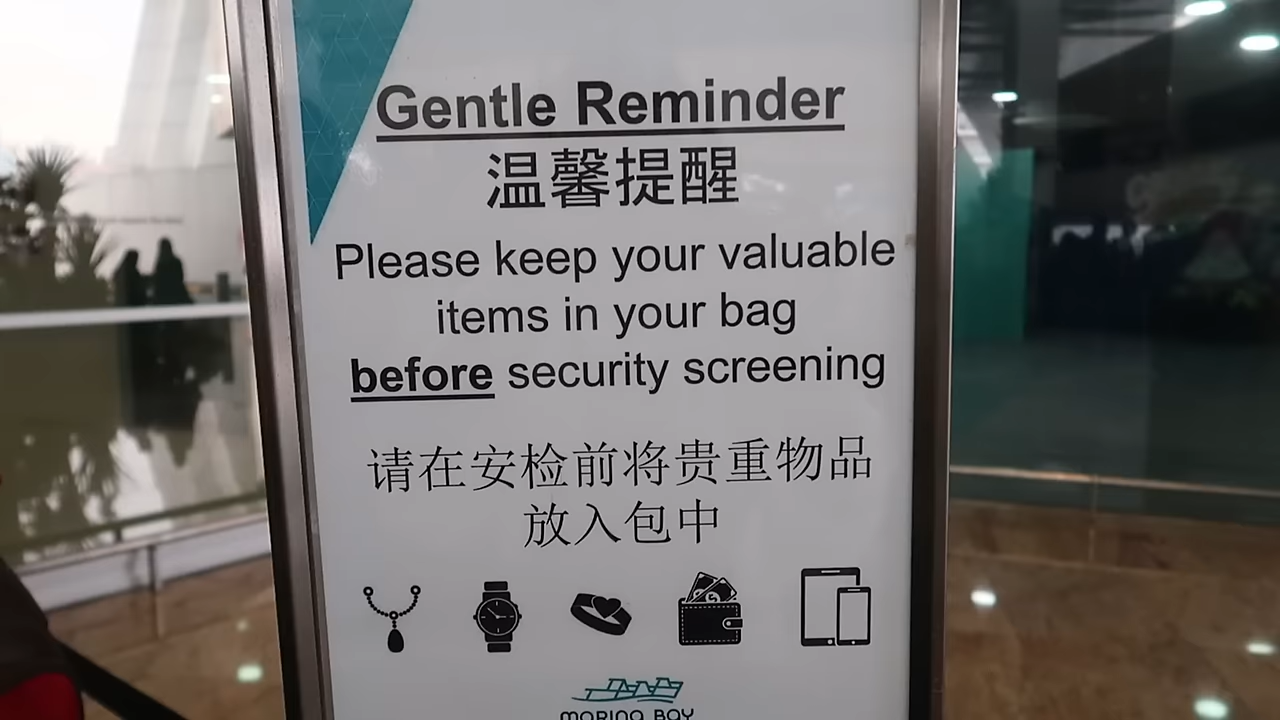 Gentle Reminder
温馨提醒
Please keep your valuable
items in your bag
before security screening
请在安检前将贵重物品
放入包中
MARINA BAY